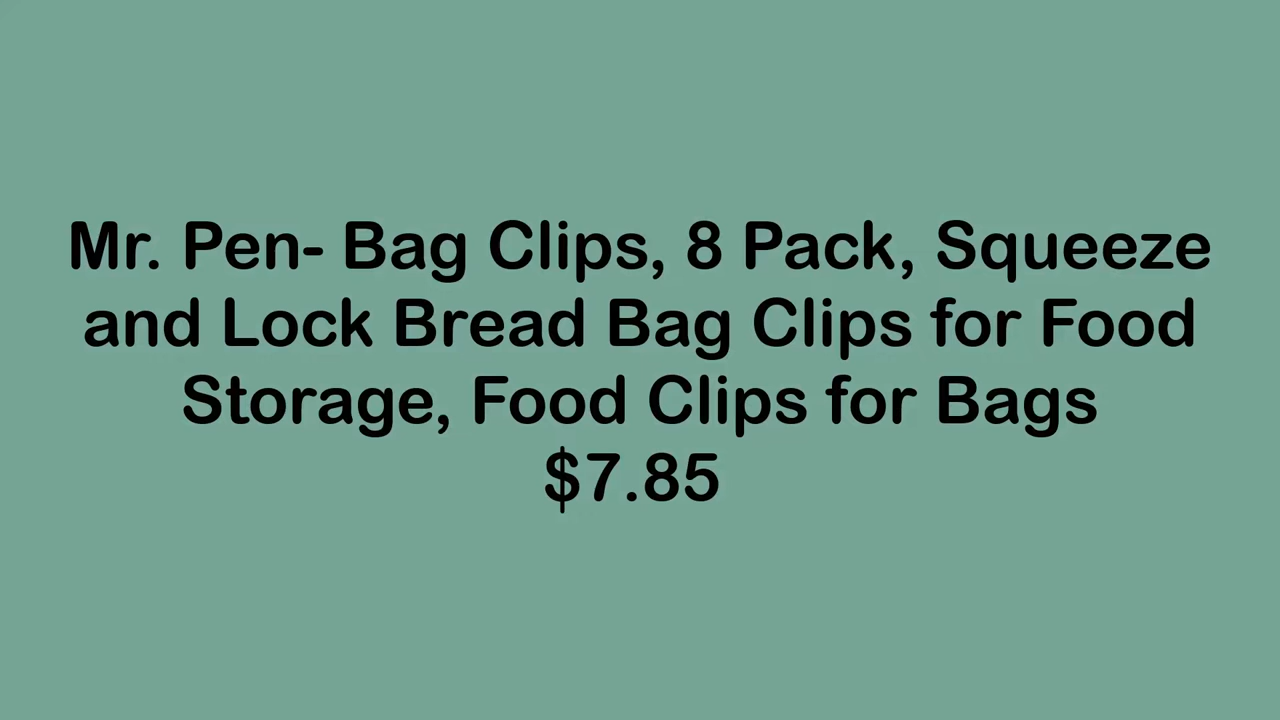 Mr. Pen- Bag Clips, 8 Pack, Squeeze
and Lock Bread Bag Clips for Food
Storage, Food Clips for Bags
$7.85